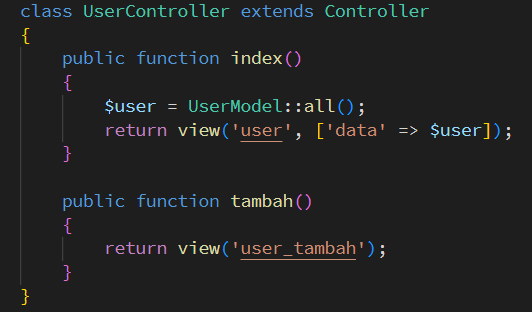 class UserController extends Controller
{
    public function index()
    {
        $user = UserModel::all();
        return view('user', ['data' => $user]);
    }

    public function tambah()
    {
        return view('user_tambah');
    }
}